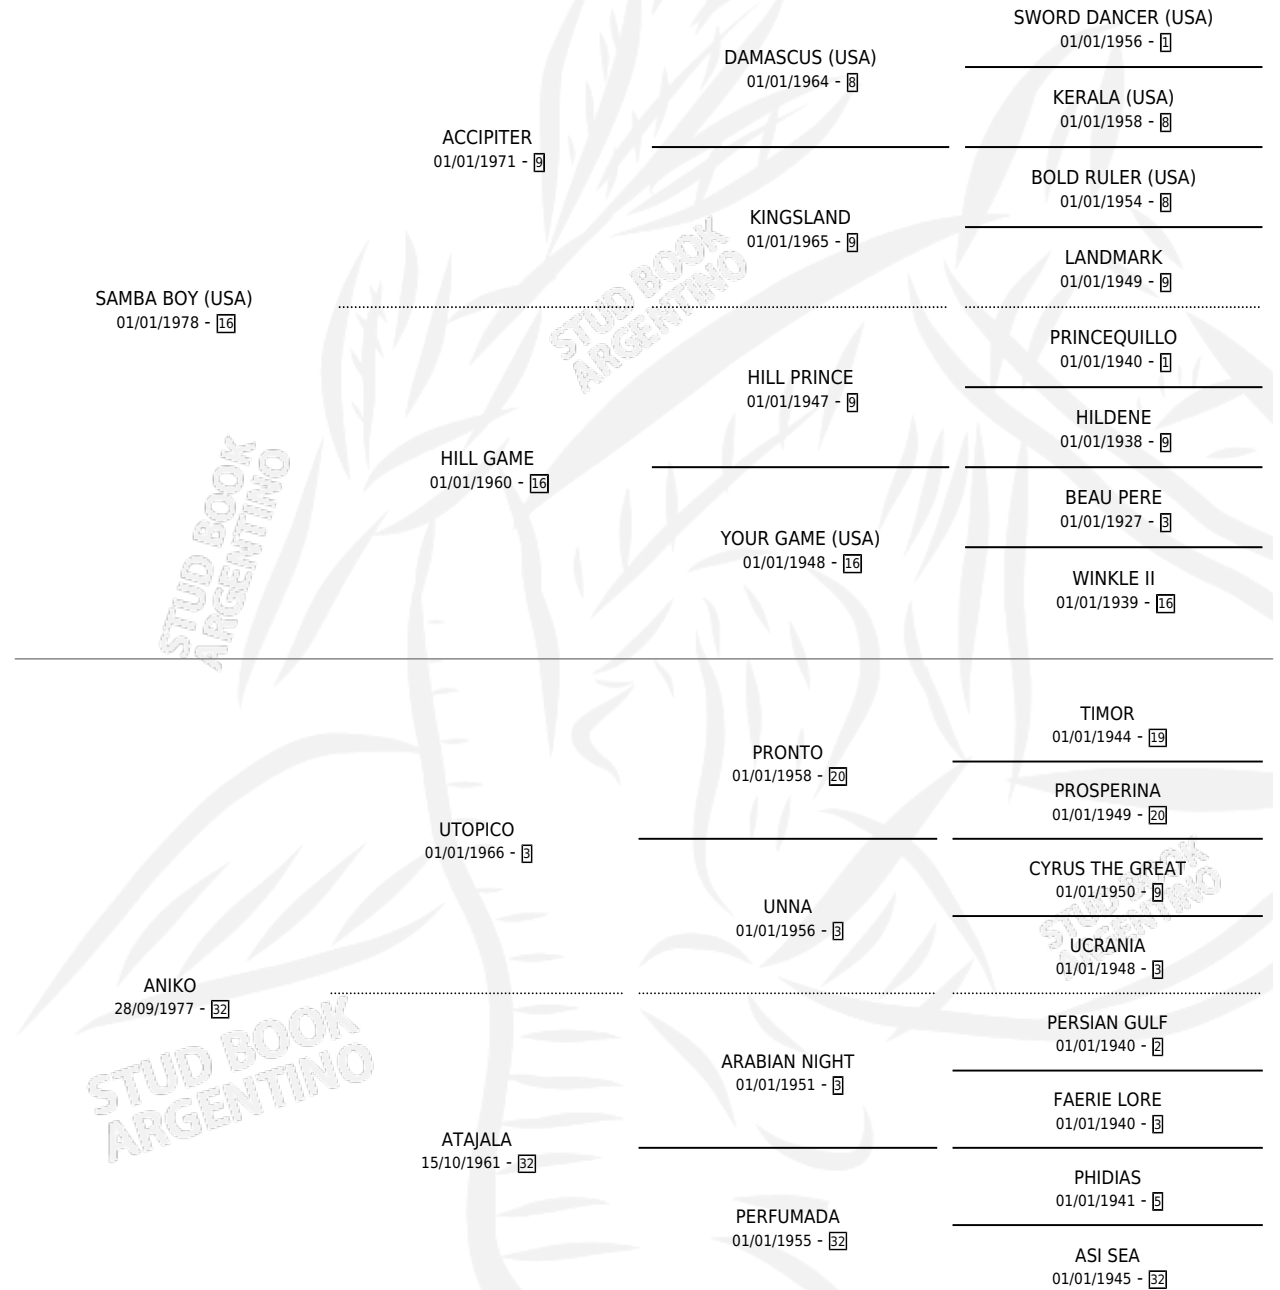 SWORD DANCER (USA)
01/01/1956 - 1
DAMASCUS (USA)
01/01/1964 - 8
KERALA (USA)
01/01/1958 - 8
ACCIPITER
01/01/1971 - 9
BOLD RULER (USA)
01/01/1954 - 8
KINGSLAND
01/01/1965 - 9
LANDMARK
01/01/1949 - 9
SAMBA BOY (USA)
01/01/1978 - 16
PRINCEQUILLO
01/01/1940 - 1
HILL PRINCE
01/01/1947 - 9
HILDENE
01/01/1938 - 9
HILL GAME
01/01/1960 - 16
BEAU PERE
01/01/1927 - 3
YOUR GAME (USA)
01/01/1948 - 16
WINKLE II
01/01/1939 - 16
TIMOR
01/01/1944 - 19
PRONTO
01/01/1958 - 20
PROSPERINA
01/01/1949 - 20
UTOPICO
01/01/1966 - 3
CYRUS THE GREAT
01/01/1950 - 9
UNNA
01/01/1956 - 3
UCRANIA
01/01/1948 - 3
ANIKO
28/09/1977 - 32
PERSIAN GULF
01/01/1940 - 2
ARABIAN NIGHT
01/01/1951 - 3
FAERIE LORE
01/01/1940 - 3
ATAJALA
15/10/1961 - 32
PHIDIAS
01/01/1941 - 5
PERFUMADA
01/01/1955 - 32
ASI SEA
01/01/1945 - 32
STUD BOOK
ARGENTINO
STUD BOOK
ARGENTINO
STUD BOOK
ARGENTINO
STUD BOOK
ARGENTINO